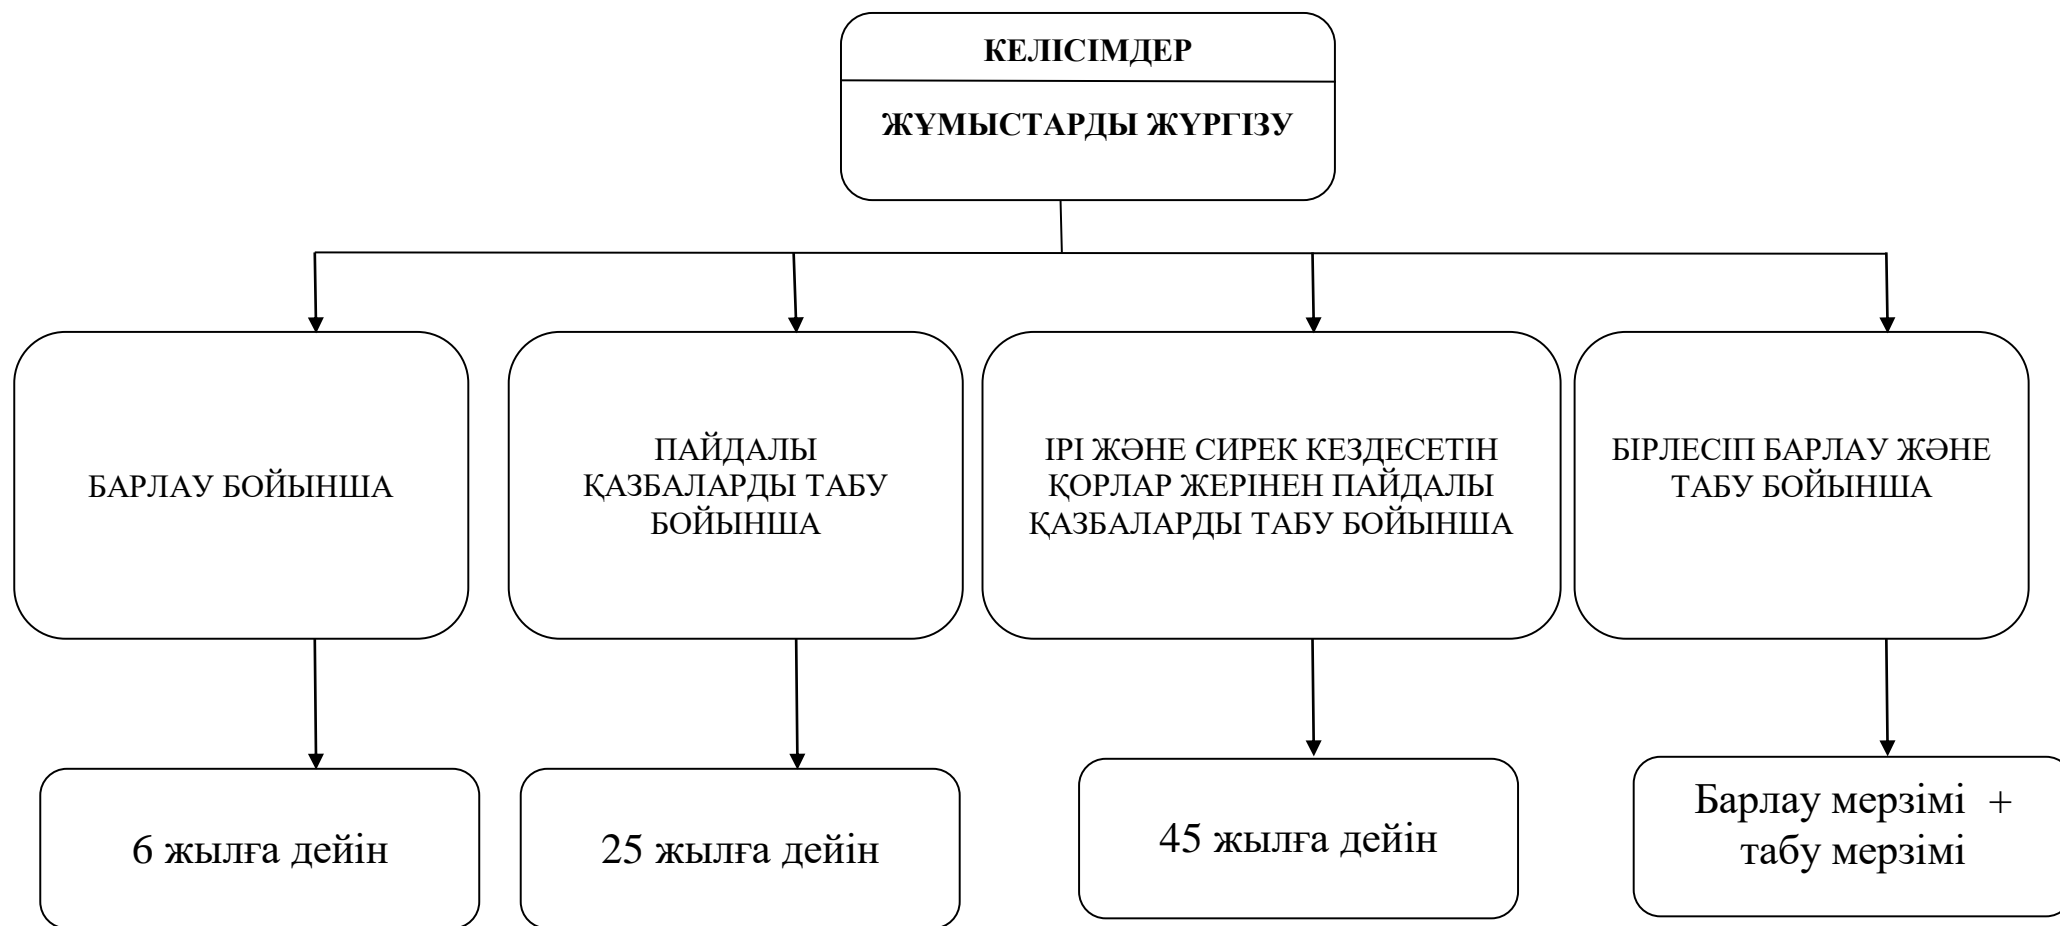 КЕЛІСІМДЕР
ЖҰМЫСТАРДЫ ЖҮРГІЗУ
БАРЛАУ БОЙЫНША
ПАЙДАЛЫ
ҚАЗБАЛАРДЫ ТАБУ
БОЙЫНША
ІРІ ЖӘНЕ СИРЕК КЕЗДЕСЕТІН
ҚОРЛАР ЖЕРІНЕН ПАЙДАЛЫ
ҚАЗБАЛАРДЫ ТАБУ БОЙЫНША
БІРЛЕСІП БАРЛАУ ЖӘНЕ
ТАБУ БОЙЫНША
6 жылға дейін
25 жылға дейін
45 жылға дейін
Барлау мерзімі +
табу мерзімі